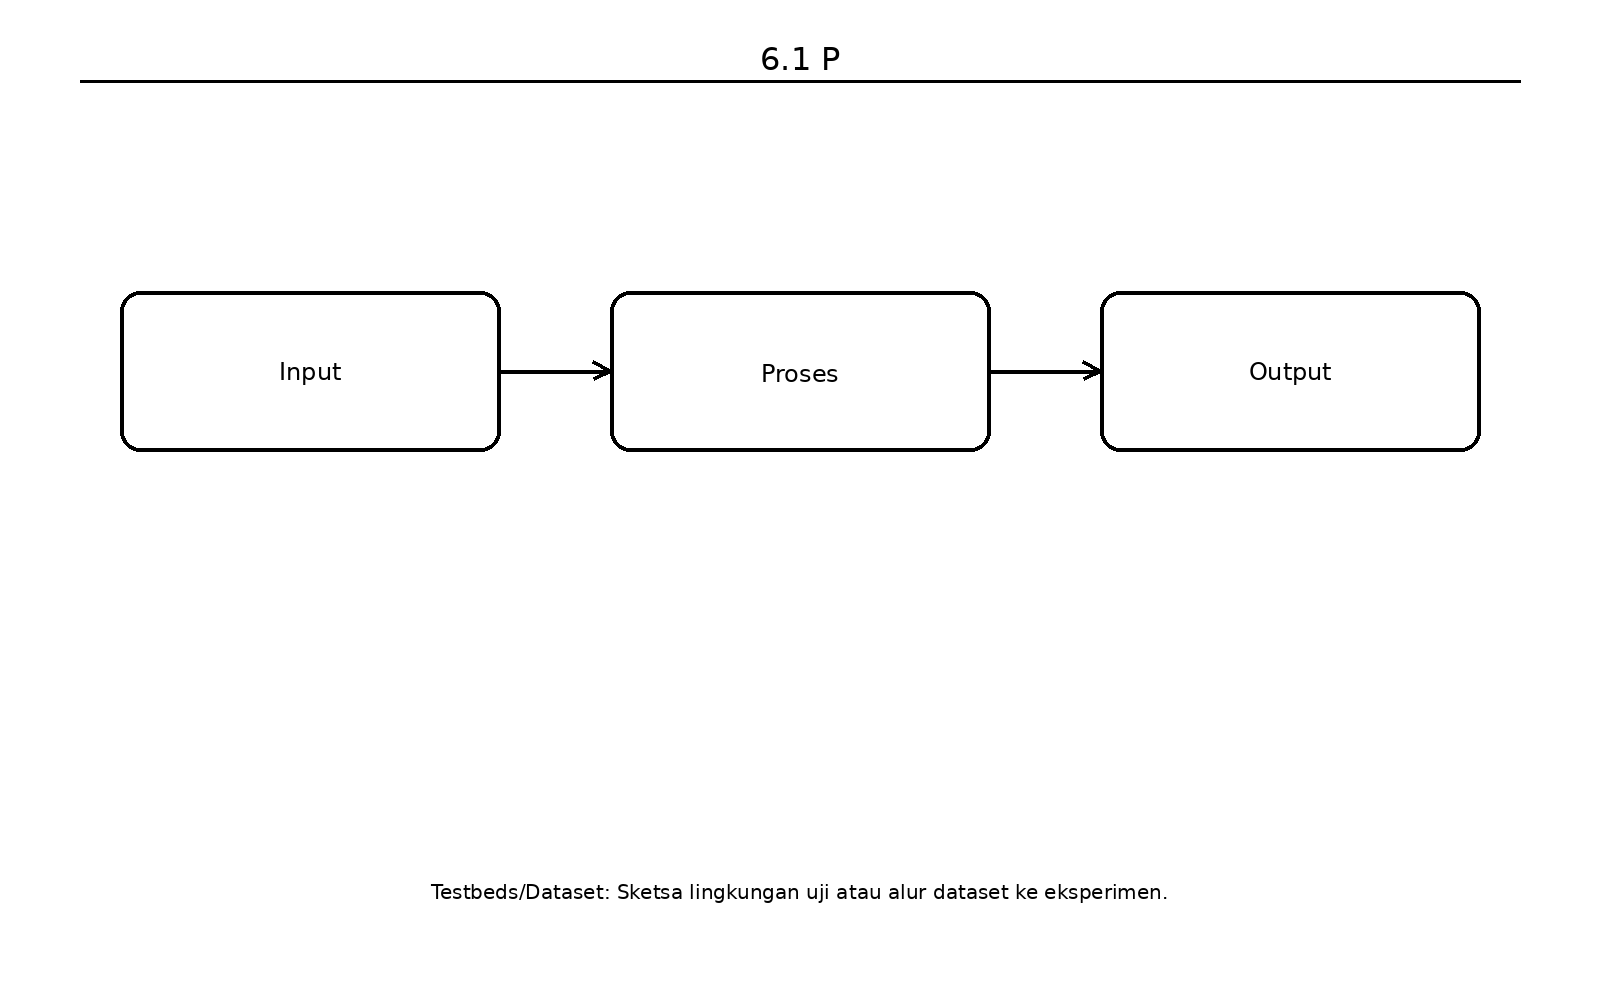 6.1 P
Input
Proses
Output
Testbeds/Dataset: Sketsa lingkungan uji atau alur dataset ke eksperimen.